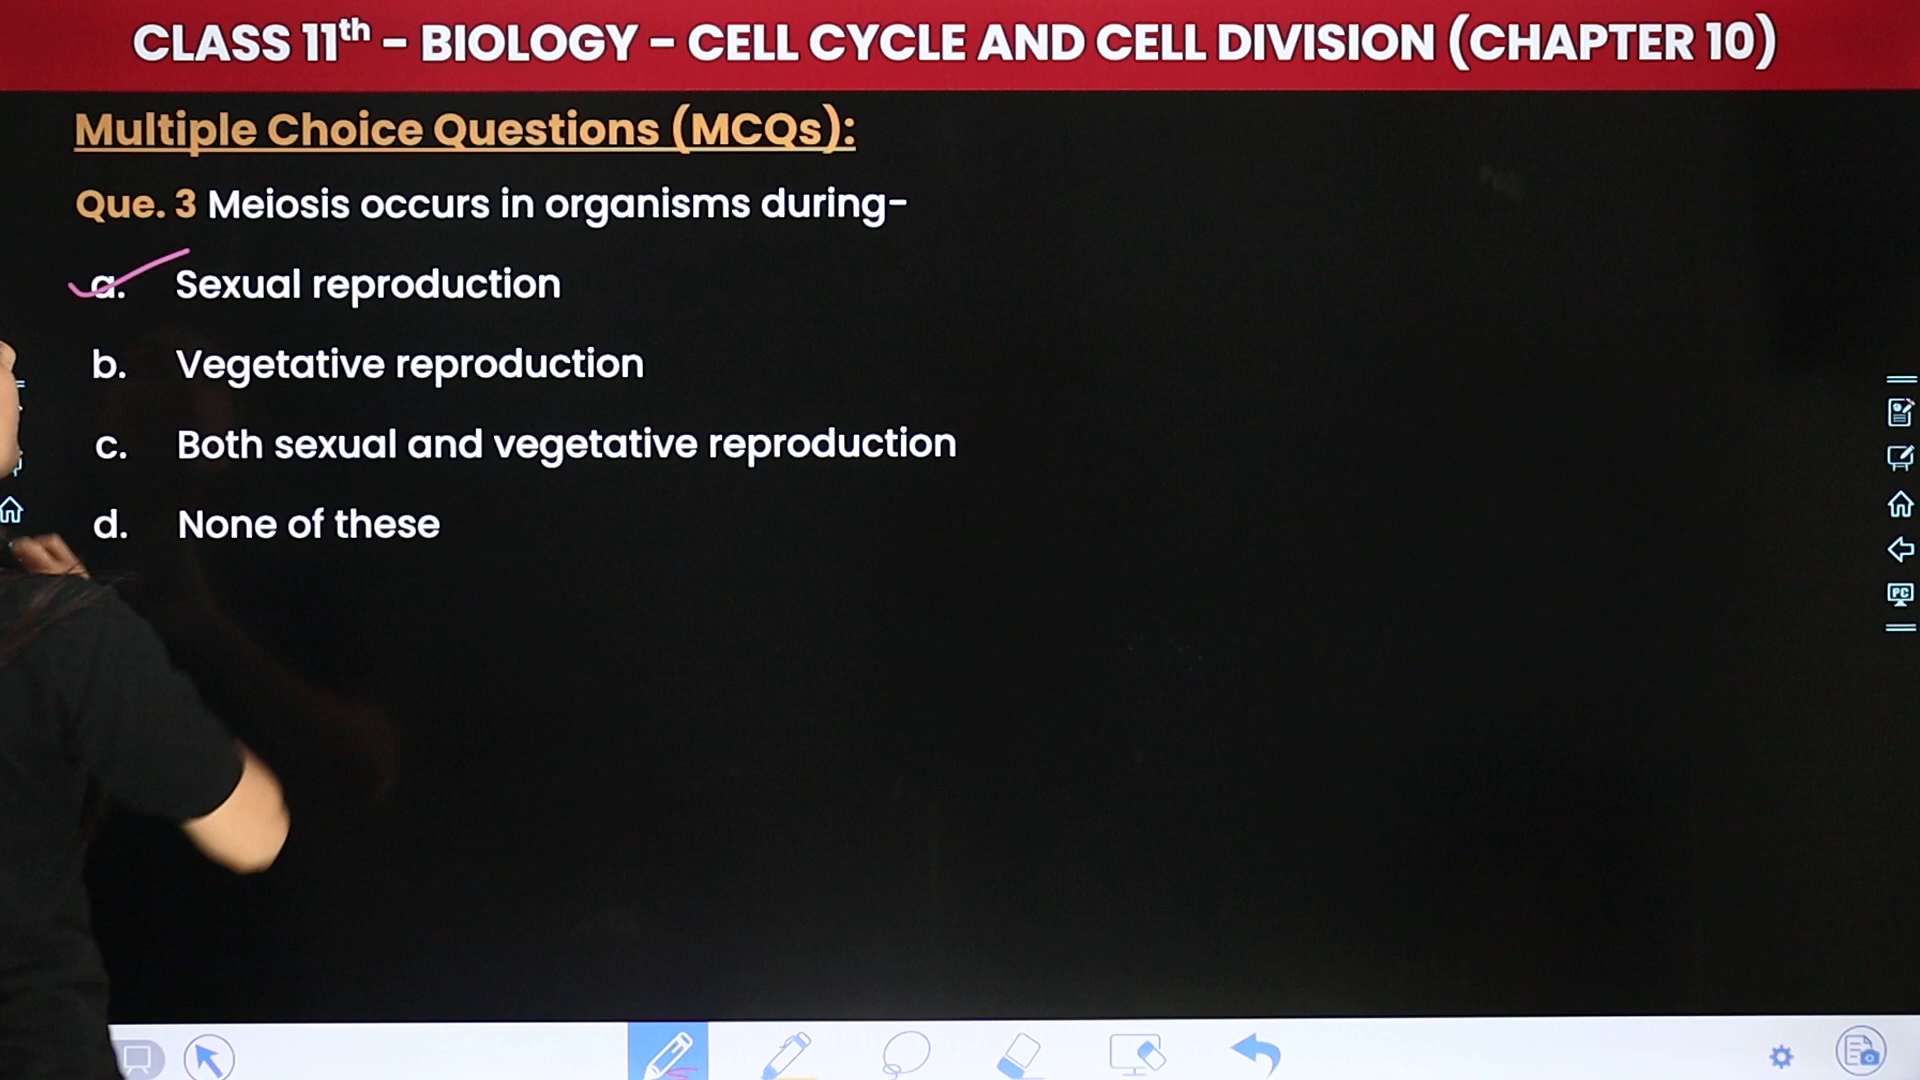 CLASS 11th - BIOLOGY - CELL CYCLE AND CELL DIVISION (CHAPTER 10)
Multiple Choice Questions (MCQs):
Que. 3 Meiosis occurs in organisms during-
a. Sexual reproduction
b. Vegetative reproduction
c. Both sexual and vegetative reproduction
d. None of these
PC